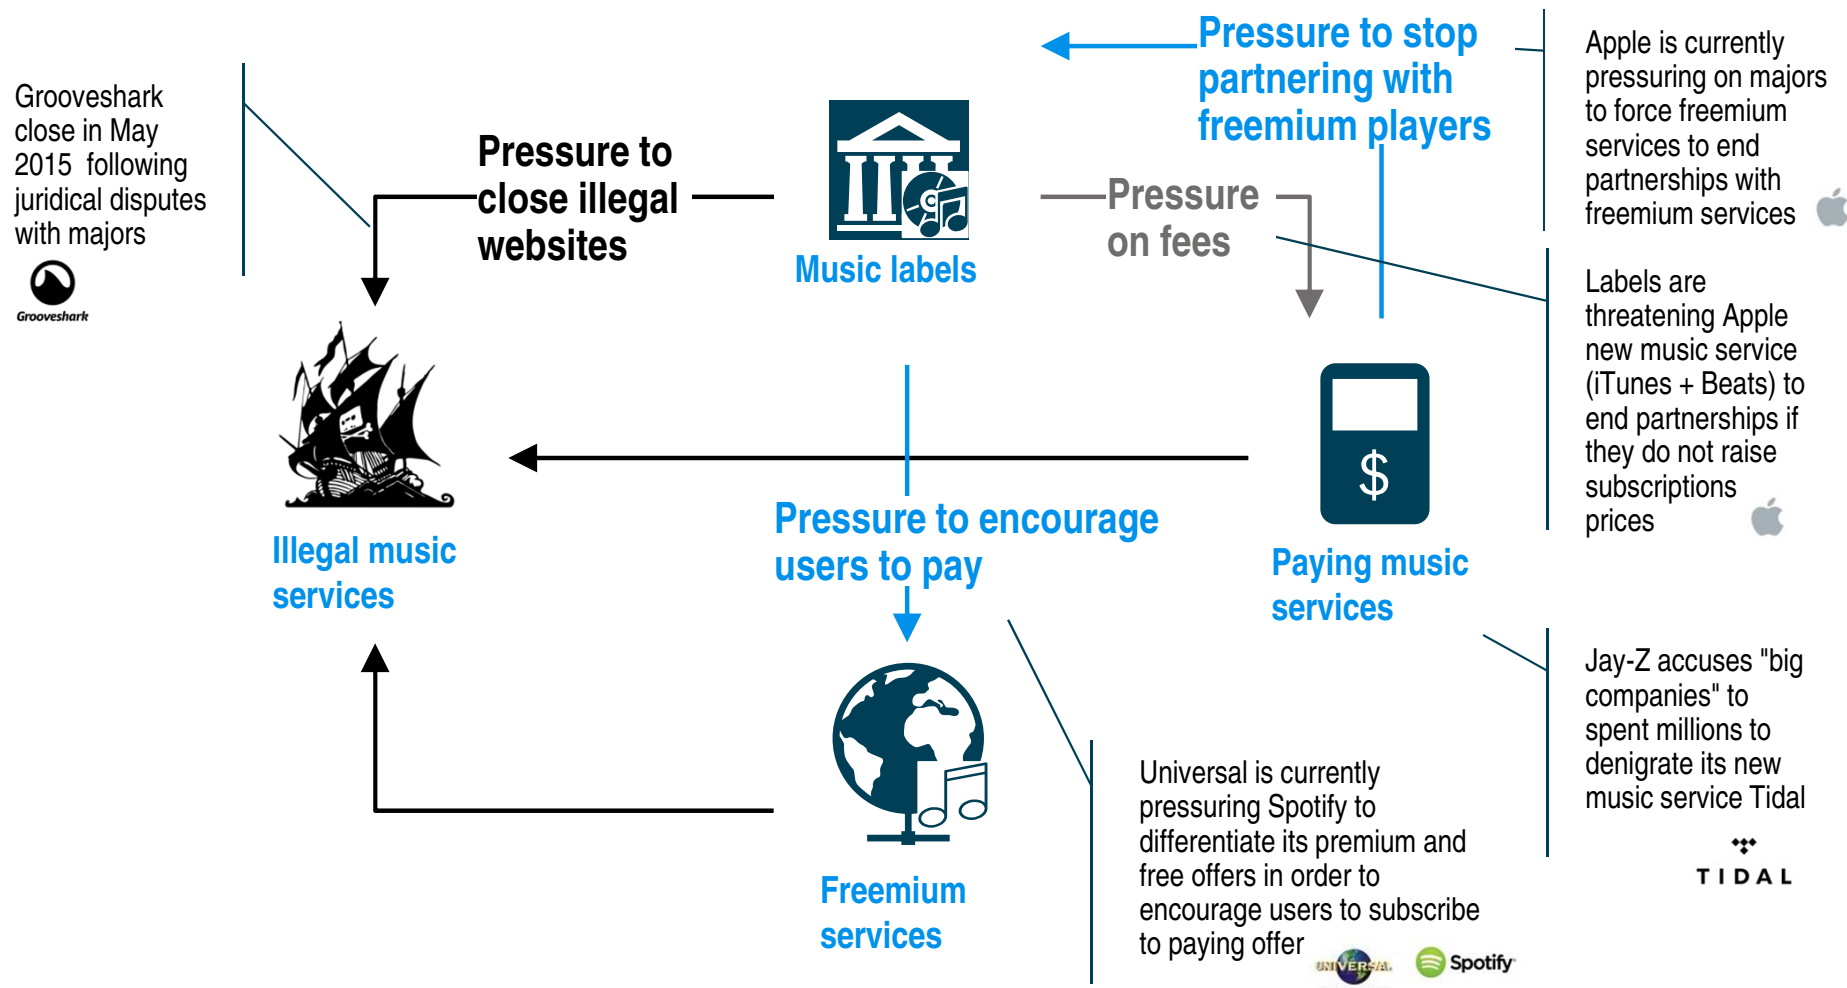 Grooveshark
close in May
2015  following
juridical disputes
with majors
Grooveshark
Pressure to
close illegal
websites
Music labels
Pressure to stop
partnering with
freemium players
Pressure
on fees
Apple is currently
pressuring on majors
to force freemium
services to end
partnerships with
freemium services
Labels are
threatening Apple
new music service
(iTunes + Beats) to
end partnerships if
they do not raise
subscriptions
prices
$
Illegal music
services
Pressure to encourage
users to pay
Paying music
services
Jay-Z accuses "big
companies" to
spent millions to
denigrate its new
music service Tidal
TIDAL
Freemium
services
Universal is currently
pressuring Spotify to
differentiate its premium and
free offers in order to
encourage users to subscribe
to paying offer
UNIVERSAL
Spotify